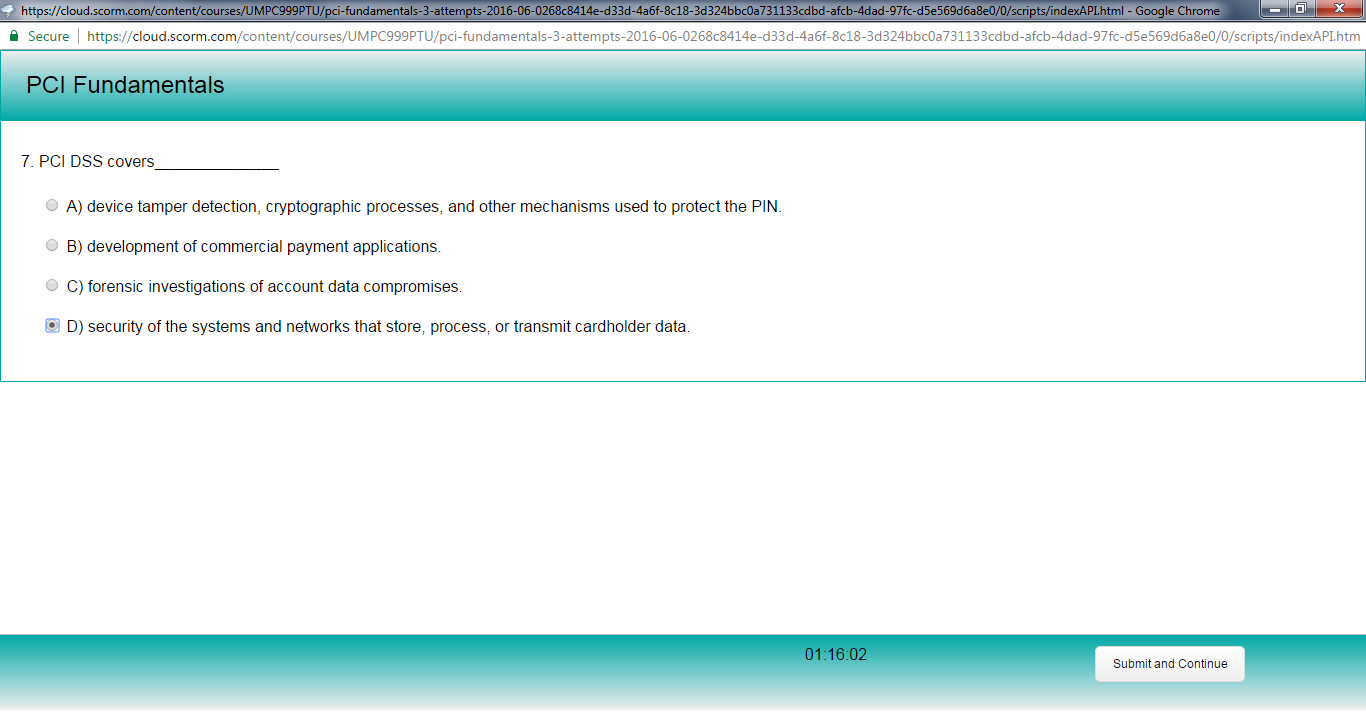 https://cloud.scorm.com/content/courses/UMPC999PTU/pci-fundamentals-3-attempts-2016-06-0268c8414e-d33d-4a6f-8c18-3d324bbc0a731133cdbd-afcb-4dad-97fc-d5e569d6a8e0/0/scripts/indexAPI.html - Google Chrome
Secure | https://cloud.scorm.com/content/courses/UMPC999PTU/pci-fundamentals-3-attempts-2016-06-0268c8414e-d33d-4a6f-8c18-3d324bbc0a731133cdbd-afcb-4dad-97fc-d5e569d6a8e0/0/scripts/indexAPI.htm
PCI Fundamentals
7. PCI DSS covers______________
A) device tamper detection, cryptographic processes, and other mechanisms used to protect the PIN.
B) development of commercial payment applications.
C) forensic investigations of account data compromises.
D) security of the systems and networks that store, process, or transmit cardholder data.
01:16:02
Submit and Continue